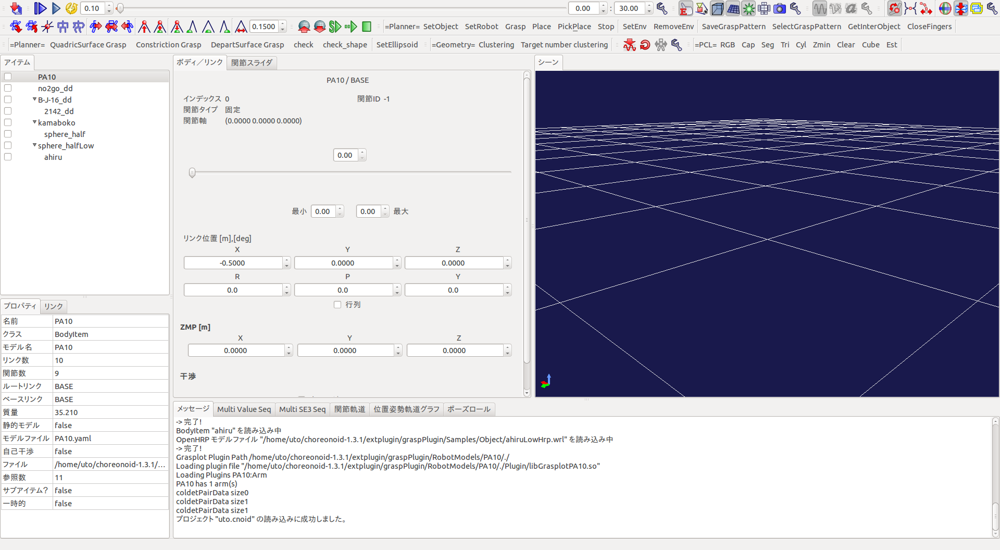 0.10
0.00 : 30.00
0.1500
=Planner= SetObject SetRobot Grasp Place PickPlace Stop SetEnv RemoveEnv SaveGraspPattern SelectGraspPattern GetInterObject CloseFingers
=Planner= QuadricSurface Grasp Constriction Grasp DepartSurface Grasp check check_shape SetEllipsoid =Geometry= Clustering Target number clustering =PCL= RGB Cap Seg Tri Cyl Zmin Clear Cube Est
アイテム
PA10
no2go_dd
B-J-16_dd
2142_dd
kamaboko
sphere_half
sphere_halfLow
ahiru
プロパティ リンク
名前 PA10
クラス BodyItem
モデル名 PA10
リンク数 10
関節数 9
ルートリンク BASE
ベースリンク BASE
質量 35.210
静的モデル false
モデルファイル PA10.yaml
自己干渉 false
ファイル /home/uto/choreonoid-1.3.1/...
参照数 11
サブアイテム? false
一時的 false
ボディ／リンク 関節スライダ
PA10 / BASE
インデックス 0 関節ID -1
関節タイプ 固定
関節軸 (0.0000 0.0000 0.0000)
0.00
最小 0.00 0.00 最大
リンク位置 [m],[deg]
X Y Z
-0.5000 0.0000 0.0000
R P Y
0.0 0.0 0.0
行列
ZMP [m]
X Y Z
0.0000 0.0000 0.0000
干渉
シーン
メッセージ Multi Value Seq Multi SE3 Seq 関節軌道 位置姿勢軌道グラフ ポーズロール
-> 完了!
BodyItem "ahiru" を読み込み中
OpenHRP モデルファイル "/home/uto/choreonoid-1.3.1/extplugin/graspPlugin/Samples/Object/ahiruLowHrp.wrl" を読み込み中
-> 完了!
Grasplot Plugin Path /home/uto/choreonoid-1.3.1/extplugin/graspPlugin/RobotModels/PA10/./
Loading plugin file "/home/uto/choreonoid-1.3.1/extplugin/graspPlugin/RobotModels/PA10/./Plugin/libGrasplotPA10.so"
Loading Plugins PA10:Arm
PA10 has 1 arm(s)
coldetPairData size0
coldetPairData size1
coldetPairData size1
プロジェクト "uto.cnoid" の読み込みに成功しました。